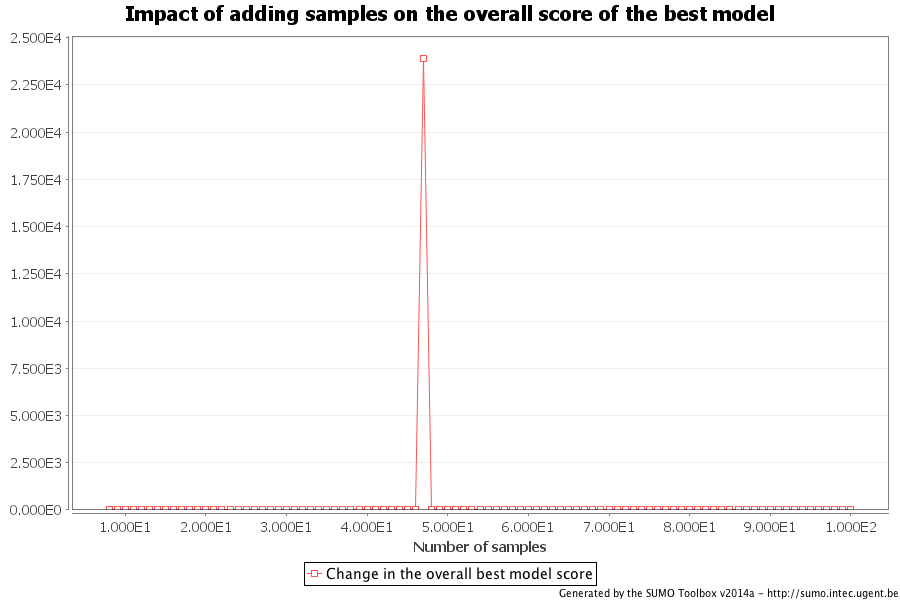 Impact of adding samples on the overall score of the best model
2.500E4
2.250E4
2.000E4
1.750E4
1.500E4
1.250E4
1.000E4
7.500E3
5.000E3
2.500E3
0.000E0
1.000E1 2.000E1 3.000E1 4.000E1 5.000E1 6.000E1 7.000E1 8.000E1 9.000E1 1.000E2
Number of samples
Change in the overall best model score
Generated by the SUMO Toolbox v2014a - http://sumo.intec.ugent.be